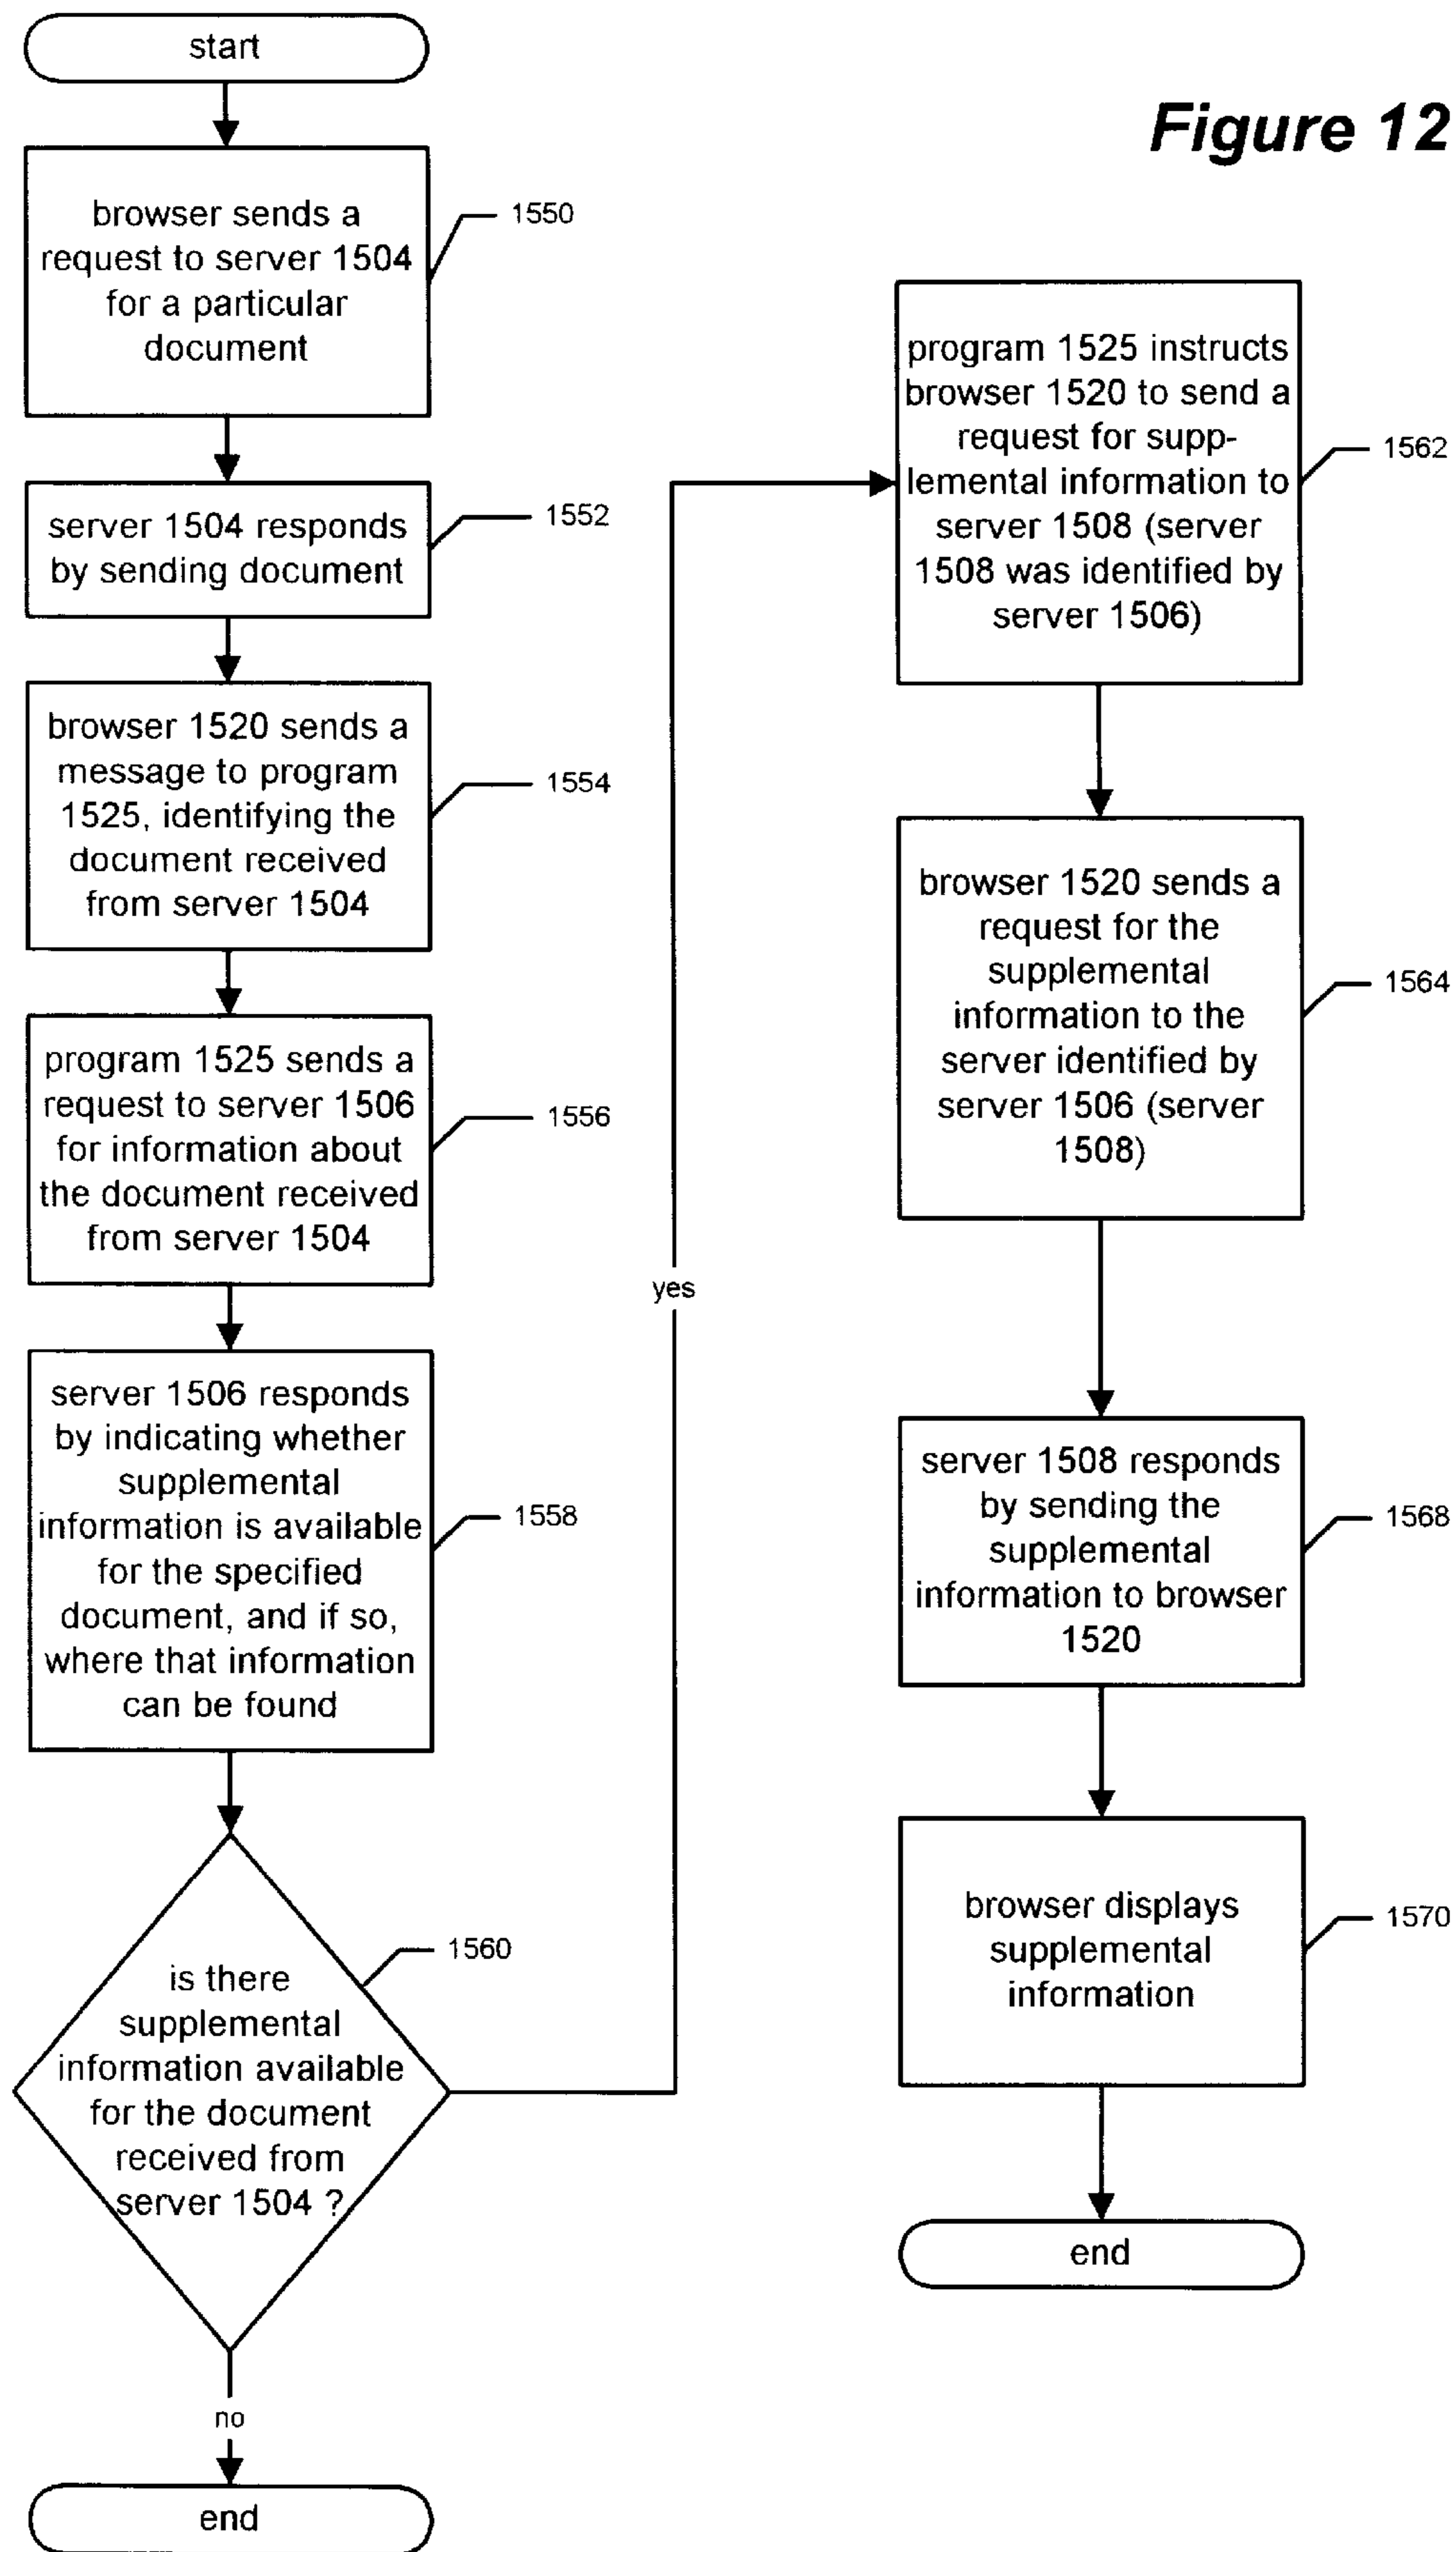 Figure 12
start
browser sends a
request to server 1504
for a particular
document
1550
server 1504 responds
by sending document
1552
browser 1520 sends a
message to program
1525, identifying the
document received
from server 1504
1554
program 1525 sends a
request to server 1506
for information about
the document received
from server 1504
1556
server 1506 responds
by indicating whether
supplemental
information is available
for the specified
document, and if so,
where that information
can be found
1558
is there
supplemental
information available
for the document
received from
server 1504 ?
1560
no
end
yes
program 1525 instructs
browser 1520 to send a
request for supp-
lemental information to
server 1508 (server
1508 was identified by
server 1506)
1562
browser 1520 sends a
request for the
supplemental
information to the
server identified by
server 1506 (server
1508)
1564
server 1508 responds
by sending the
supplemental
information to browser
1520
1568
browser displays
supplemental
information
1570
end